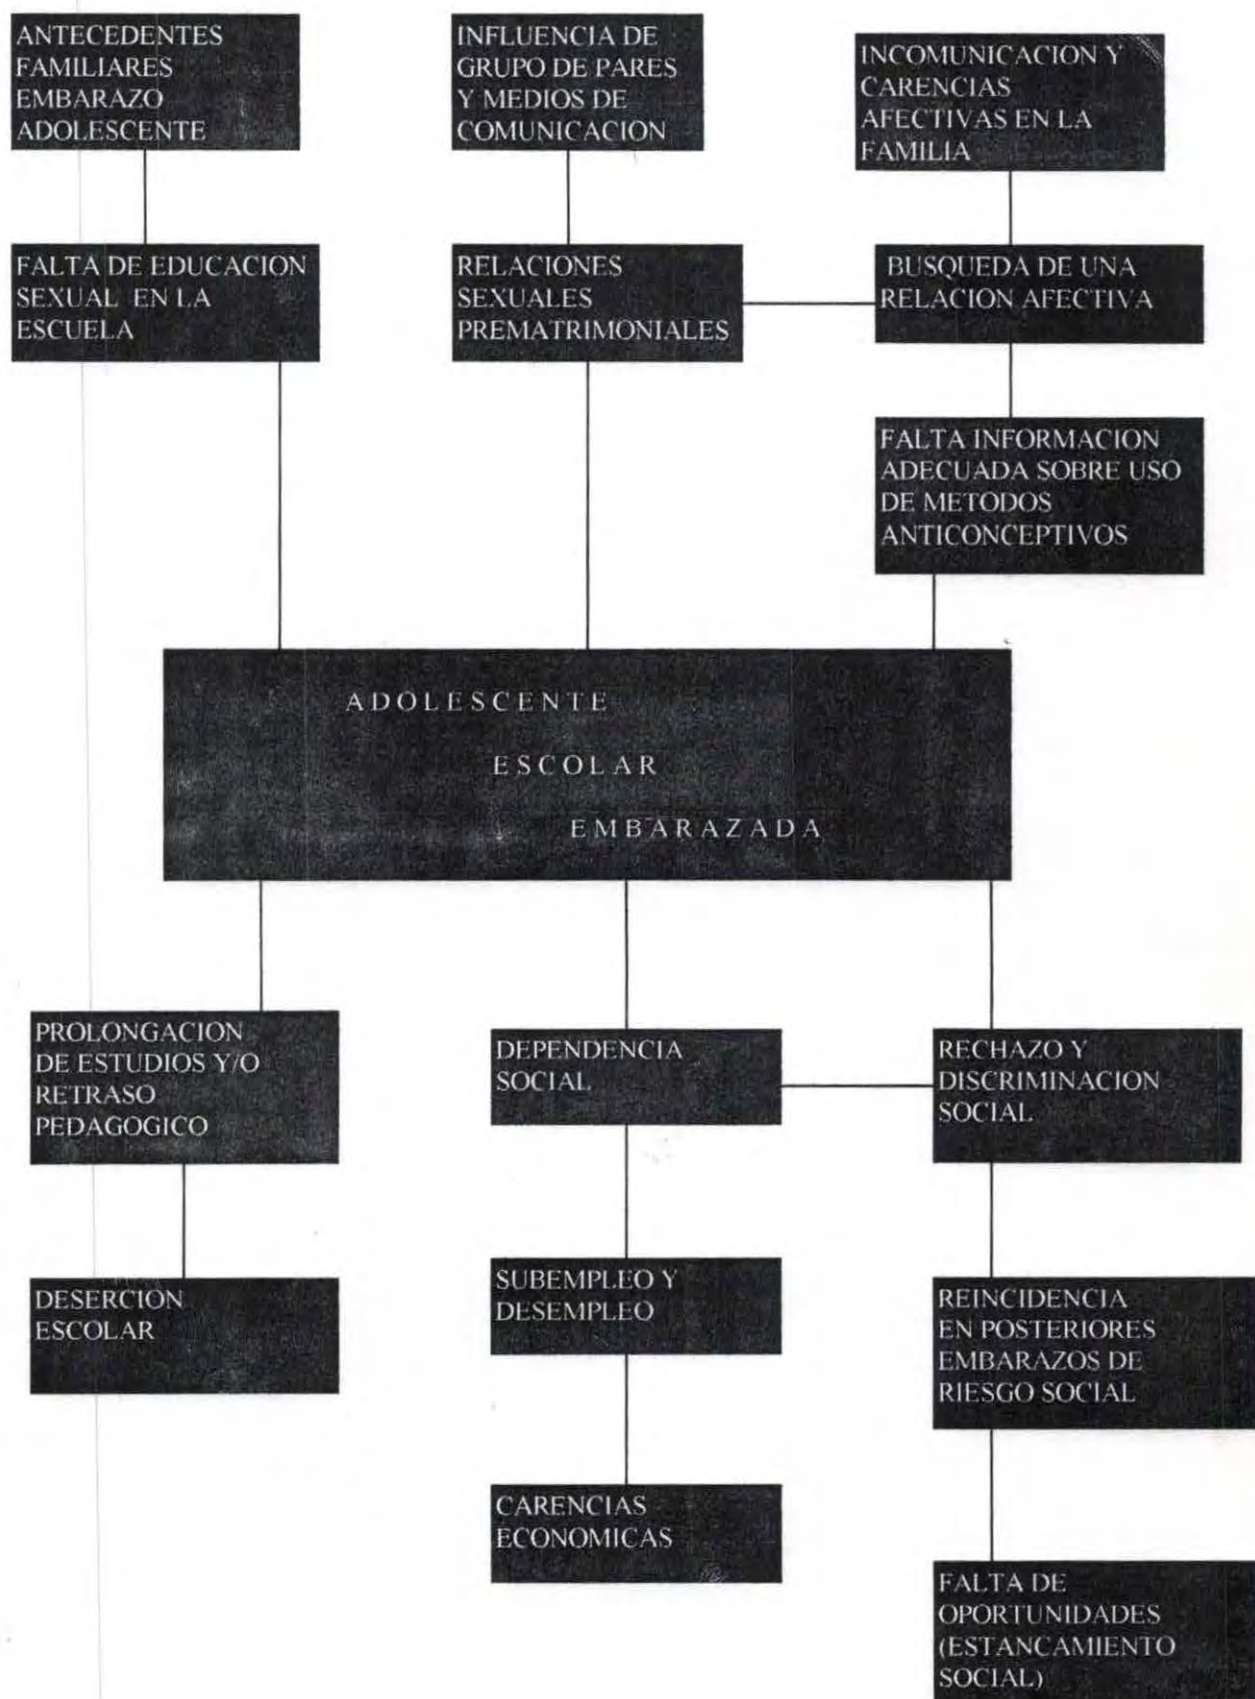 ANTECEDENTES
FAMILIARES
EMBARAZO
ADOLESCENTE
INFLUENCIA DE
GRUPO DE PARES
Y MEDIOS DE
COMUNICACION
INCOMUNICACION Y
CARENCIAS
AFECTIVAS EN LA
FAMILIA
FALTA DE EDUCACION
SEXUAL EN LA
ESCUELA
RELACIONES
SEXUALES
PREMATRIMONIALES
BUSQUEDA DE UNA
RELACION AFECTIVA
FALTA INFORMACION
ADECUADA SOBRE USO
DE METODOS
ANTICONCEPTIVOS
ADOLESCENTE
ESCOLAR
EMBARAZADA
PROLONGACION
DE ESTUDIOS Y/O
RETRASO
PEDAGOGICO
DEPENDENCIA
SOCIAL
RECHAZO Y
DISCRIMINACION
SOCIAL
DESERCION
ESCOLAR
SUBEMPLEO Y
DESEMPLEO
REINCIDENCIA
EN POSTERIORES
EMBARAZOS DE
RIESGO SOCIAL
CARENCIAS
ECONOMICAS
FALTA DE
OPORTUNIDADES
(ESTANCAMIENTO
SOCIAL)